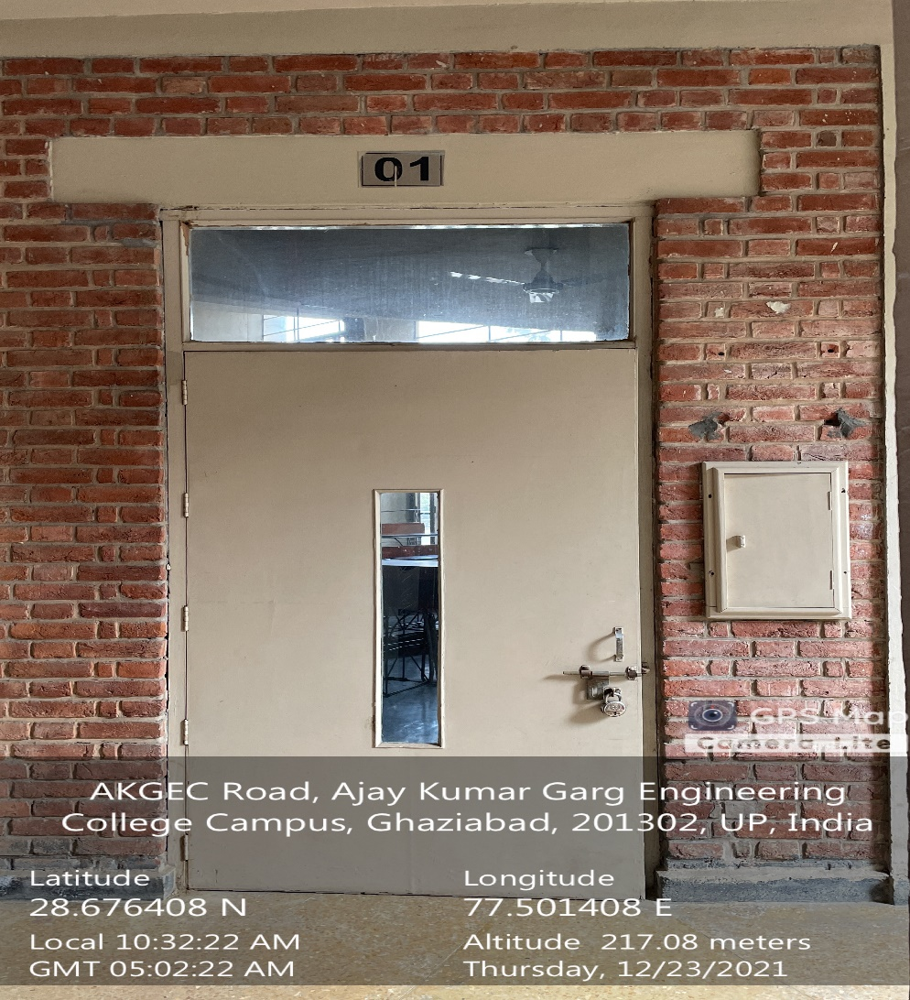 01
GPS Map
Camera Lite
AKGEC Road, Ajay Kumar Garg Engineering
College Campus, Ghaziabad, 201302, UP, India
Latitude
28.676408 N
Longitude
77.501408 E
Local 10:32:22 AM
GMT 05:02:22 AM
Altitude 217.08 meters
Thursday, 12/23/2021